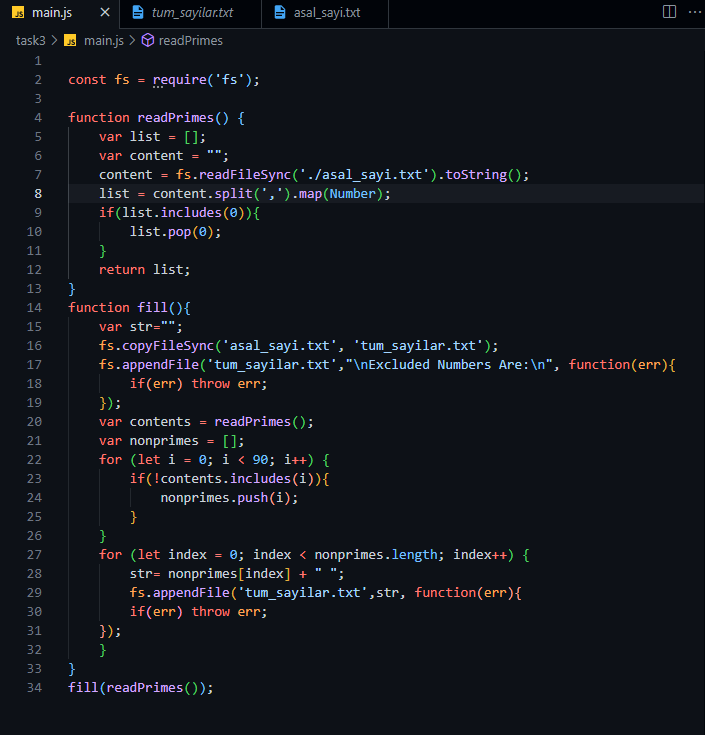 main.js tum_sayilar.txt asal_sayi.txt
task3 > JS main.js > readPrimes
1
2 const fs = require('fs');
3
4 function readPrimes() {
5 var list = [];
6 var content = "";
7 content = fs.readFileSync('./asal_sayi.txt').toString();
8 list = content.split(',').map(Number);
9 if(list.includes(0)){
10 list.pop(0);
11 }
12 return list;
13 }
14 function fill(){
15 var str="";
16 fs.copyFileSync('asal_sayi.txt', 'tum_sayilar.txt');
17 fs.appendFile('tum_sayilar.txt',"\nExcluded Numbers Are:\n", function(err){
18 if(err) throw err;
19 });
20 var contents = readPrimes();
21 var nonprimes = [];
22 for (let i = 0; i < 90; i++) {
23 if(!contents.includes(i)){
24 nonprimes.push(i);
25 }
26 }
27 for (let index = 0; index < nonprimes.length; index++) {
28 str= nonprimes[index] + " ";
29 fs.appendFile('tum_sayilar.txt',str, function(err){
30 if(err) throw err;
31 });
32 }
33 }
34 fill(readPrimes());